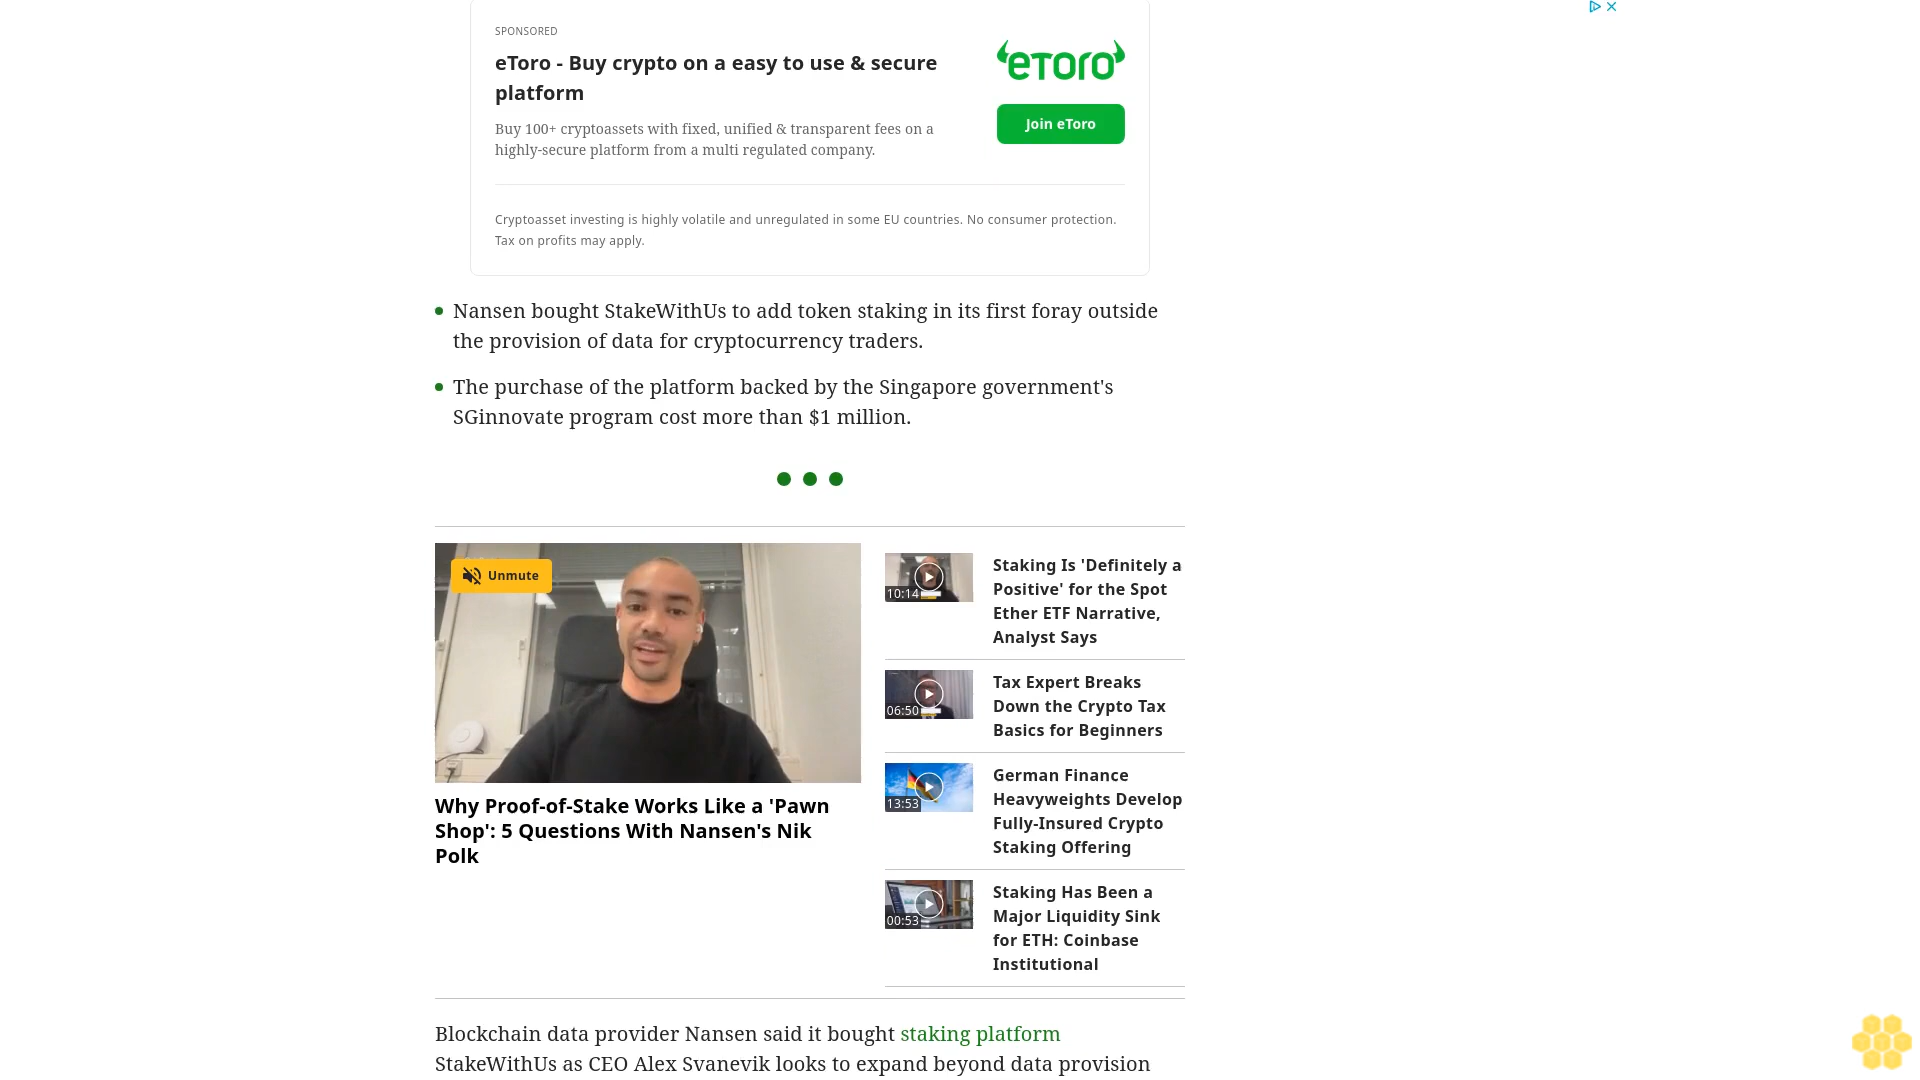 SPONSORED
eToro - Buy crypto on a easy to use & secure
platform
Buy 100+ cryptoassets with fixed, unified & transparent fees on a
highly-secure platform from a multi regulated company.
eToro
Join eToro
Cryptoasset investing is highly volatile and unregulated in some EU countries. No consumer protection.
Tax on profits may apply.
Nansen bought StakeWithUs to add token staking in its first foray outside
the provision of data for cryptocurrency traders.
The purchase of the platform backed by the Singapore government's
SGinnovate program cost more than $1 million.
Unmute
Why Proof-of-Stake Works Like a 'Pawn
Shop': 5 Questions With Nansen's Nik
Polk
10:14
Staking Is 'Definitely a
Positive' for the Spot
Ether ETF Narrative,
Analyst Says
06:50
Tax Expert Breaks
Down the Crypto Tax
Basics for Beginners
13:53
German Finance
Heavyweights Develop
Fully-Insured Crypto
Staking Offering
00:53
Staking Has Been a
Major Liquidity Sink
for ETH: Coinbase
Institutional
Blockchain data provider Nansen said it bought staking platform
StakeWithUs as CEO Alex Svanevik looks to expand beyond data provision